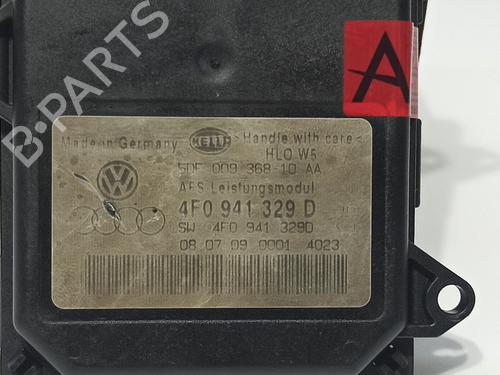 A
Made in Germany HELLA >Handle with care<
HLO W5
5DF 009 368-10 AA
AFS Leistungsmodul
4F0 941 329 D
SW 4F0 941 329D
08.07.09 0001 4023
B-PARTS